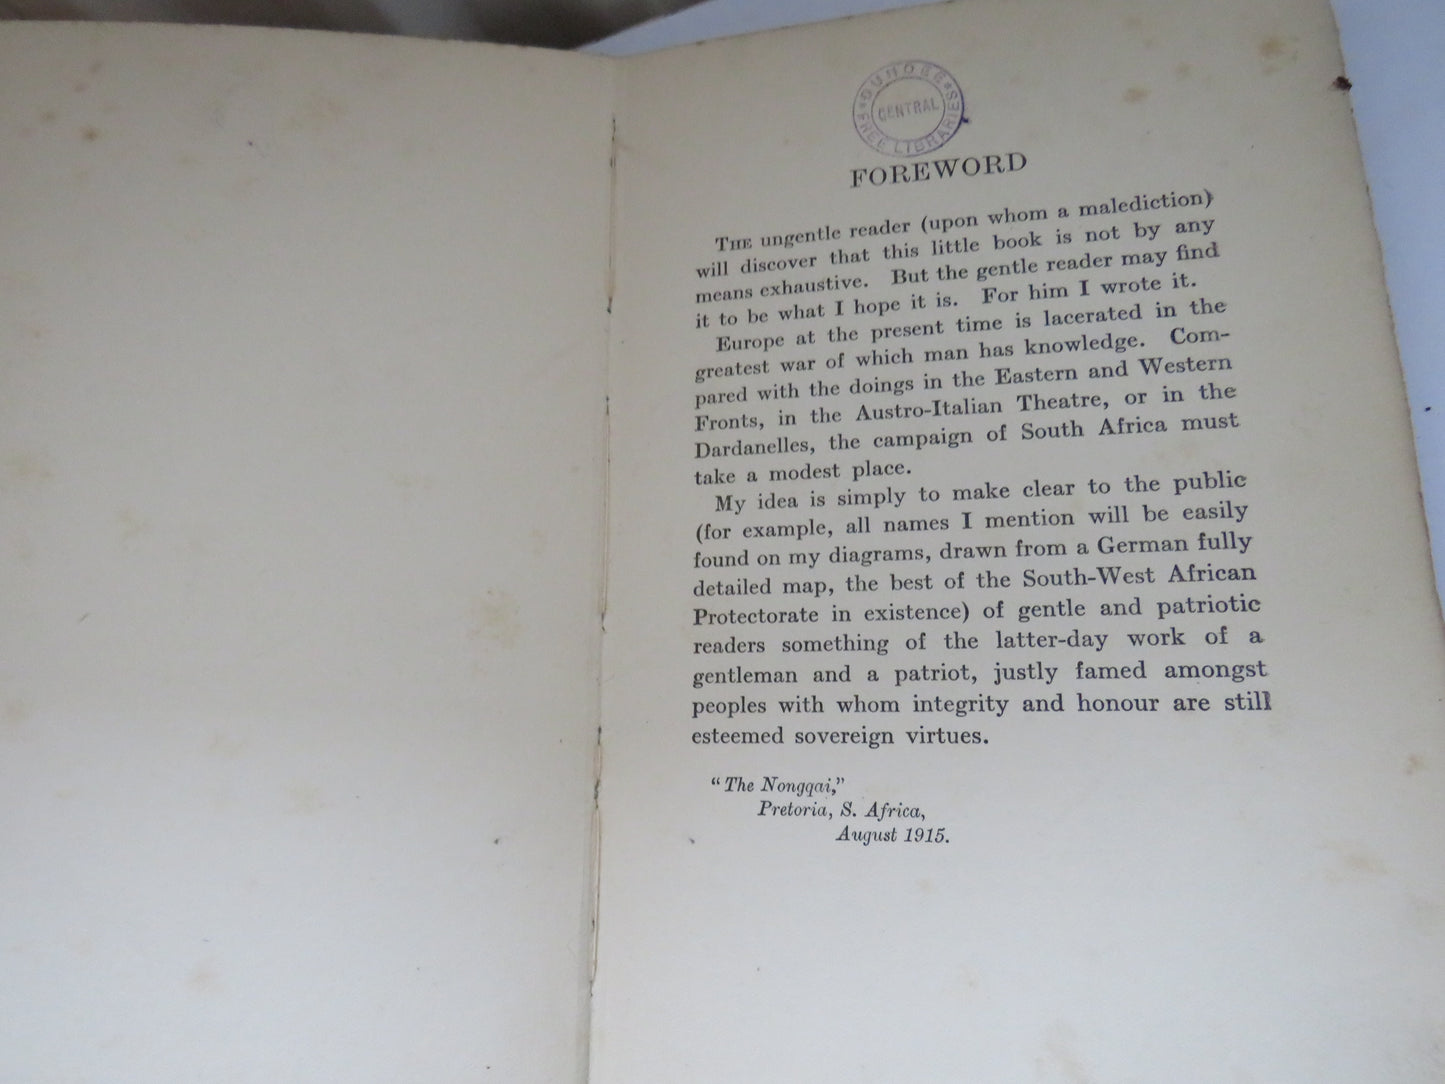 DUNDEE
CENTRAL
FREE LIBRARIES
FOREWORD
THE ungentle reader (upon whom a malediction)
will discover that this little book is not by any
means exhaustive. But the gentle reader may find
it to be what I hope it is. For him I wrote it.
Europe at the present time is lacerated in the
greatest war of which man has knowledge. Com-
pared with the doings in the Eastern and Western
Fronts, in the Austro-Italian Theatre, or in the
Dardanelles, the campaign of South Africa must
take a modest place.
My idea is simply to make clear to the public
(for example, all names I mention will be easily
found on my diagrams, drawn from a German fully
detailed map, the best of the South-West African
Protectorate in existence) of gentle and patriotic
readers something of the latter-day work of a
gentleman and a patriot, justly famed amongst
peoples with whom integrity and honour are still
esteemed sovereign virtues.
"The Nongqai,"
Pretoria, S. Africa,
August 1915.